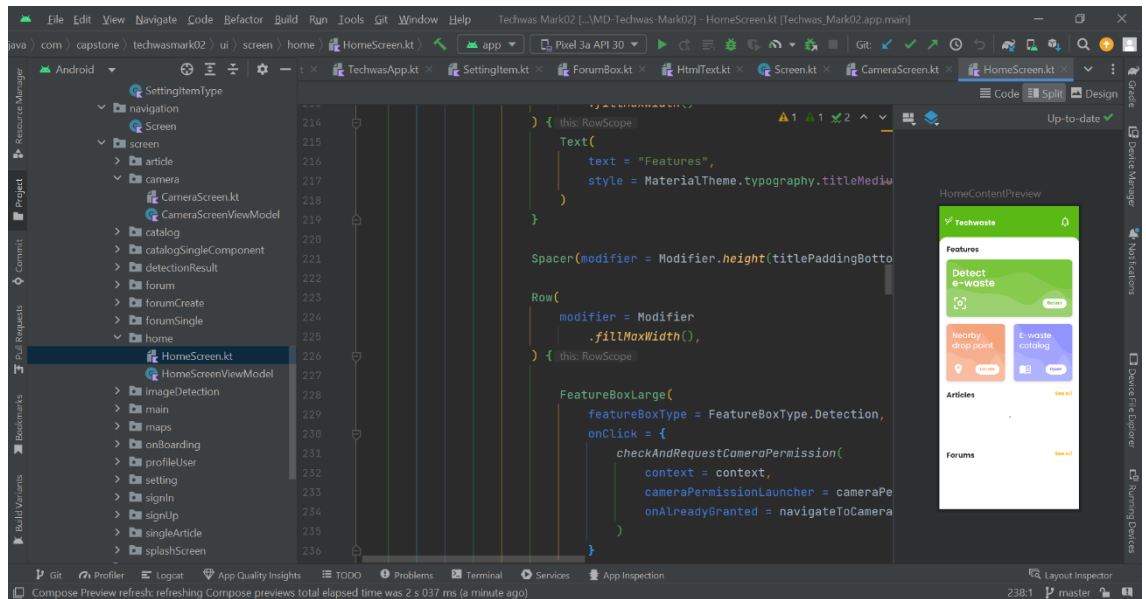 File Edit View Navigate Code Refactor Build Run Tools Git Window Help Techwas Mark02 [...\MD-Techwas-Mark02] - HomeScreen.kt [Techwas_Mark02.app.main]
java com capstone techwasmark02 ui screen home HomeScreen.kt app Pixel 3a API 30 Git:
Android
t TechwasApp.kt SettingItem.kt ForumBox.kt HtmlText.kt Screen.kt CameraScreen.kt HomeScreen.kt
Code Split Design
Up-to-date
1 1 2
Resource Manager
Project
Commit
Pull Requests
Bookmarks
Build Variants
SettingItemType
navigation
Screen
screen
article
camera
CameraScreen.kt
CameraScreenViewModel
catalog
catalogSingleComponent
detectionResult
forum
forumCreate
forumSingle
home
HomeScreen.kt
HomeScreenViewModel
imageDetection
main
maps
onBoarding
profileUser
setting
signIn
signUp
singleArticle
splashScreen
.fillMaxWidth()
214 ) { this: RowScope
215 Text(
216 text = "Features",
217 style = MaterialTheme.typography.titleMediu
218 )
219 }
220
221 Spacer(modifier = Modifier.height(titlePaddingBotto
222
223 Row(
224 modifier = Modifier
225 .fillMaxWidth(),
226 ) { this: RowScope
227
228 FeatureBoxLarge(
229 featureBoxType = FeatureBoxType.Detection,
230 onClick = {
231 checkAndRequestCameraPermission(
232 context = context,
233 cameraPermissionLauncher = cameraPe
234 onAlreadyGranted = navigateToCamera
235 )
236 }
HomeContentPreview
Techwaste
Features
Detect
e-waste
Detect
Nearby
drop point
E-waste
catalog
Locate
Open
Articles
See all
Forums
See all
Gradle
Device Manager
Notifications
Device File Explorer
Running Devices
Git Profiler Logcat App Quality Insights TODO Problems Terminal Services App Inspection Layout Inspector
Compose Preview refresh: refreshing Compose previews total elapsed time was 2 s 037 ms (a minute ago) 238:1 master